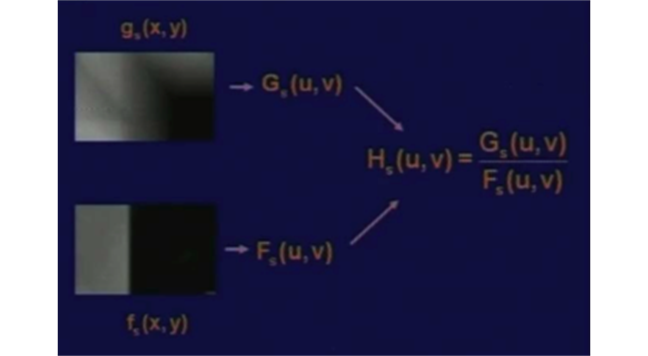 gₛ(x,y)
Gₛ(u,v)
Hₛ(u,v) = Gₛ(u,v) / Fₛ(u,v)
Fₛ(u,v)
fₛ(x,y)